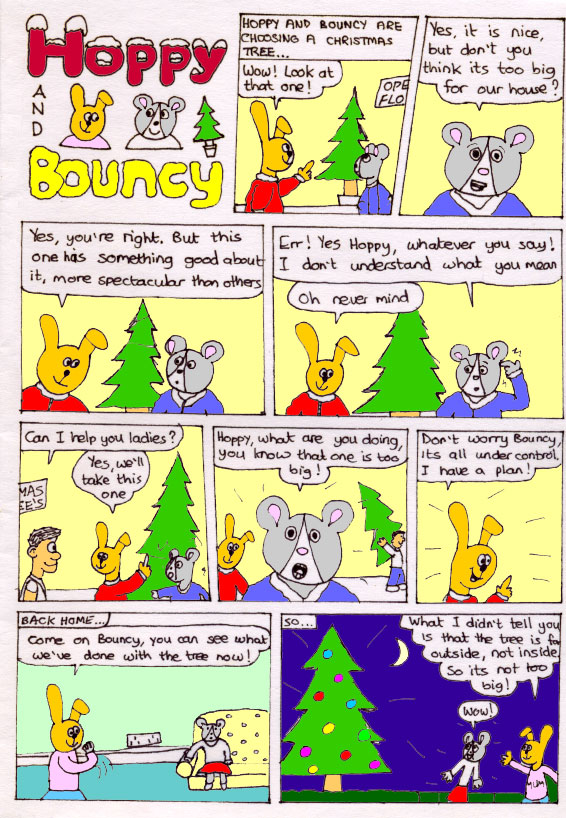 Hoppy
AND
Bouncy
HOPPY AND BOUNCY ARE
CHOOSING A CHRISTMAS
TREE...
Wow! Look at
that one!
OPE
FLO
Yes, it is nice,
but don't you
think its too big
for our house?
Yes, you're right. But this
one has something good about
it, more spectacular than others
Err! Yes Hoppy, whatever you say!
I don't understand what you mean
Oh never mind
Can I help you ladies?
Yes, we'll
take this
one
MAS
EE'S
Hoppy, what are you doing,
you know that one is too
big!
Don't worry Bouncy,
its all under control.
I have a plan!
BACK HOME...
Come on Bouncy, you can see what
we've done with the tree now!
SO...
What I didn't tell you
is that the tree is for
outside, not inside.
So its not too
big!
Wow!
MUM